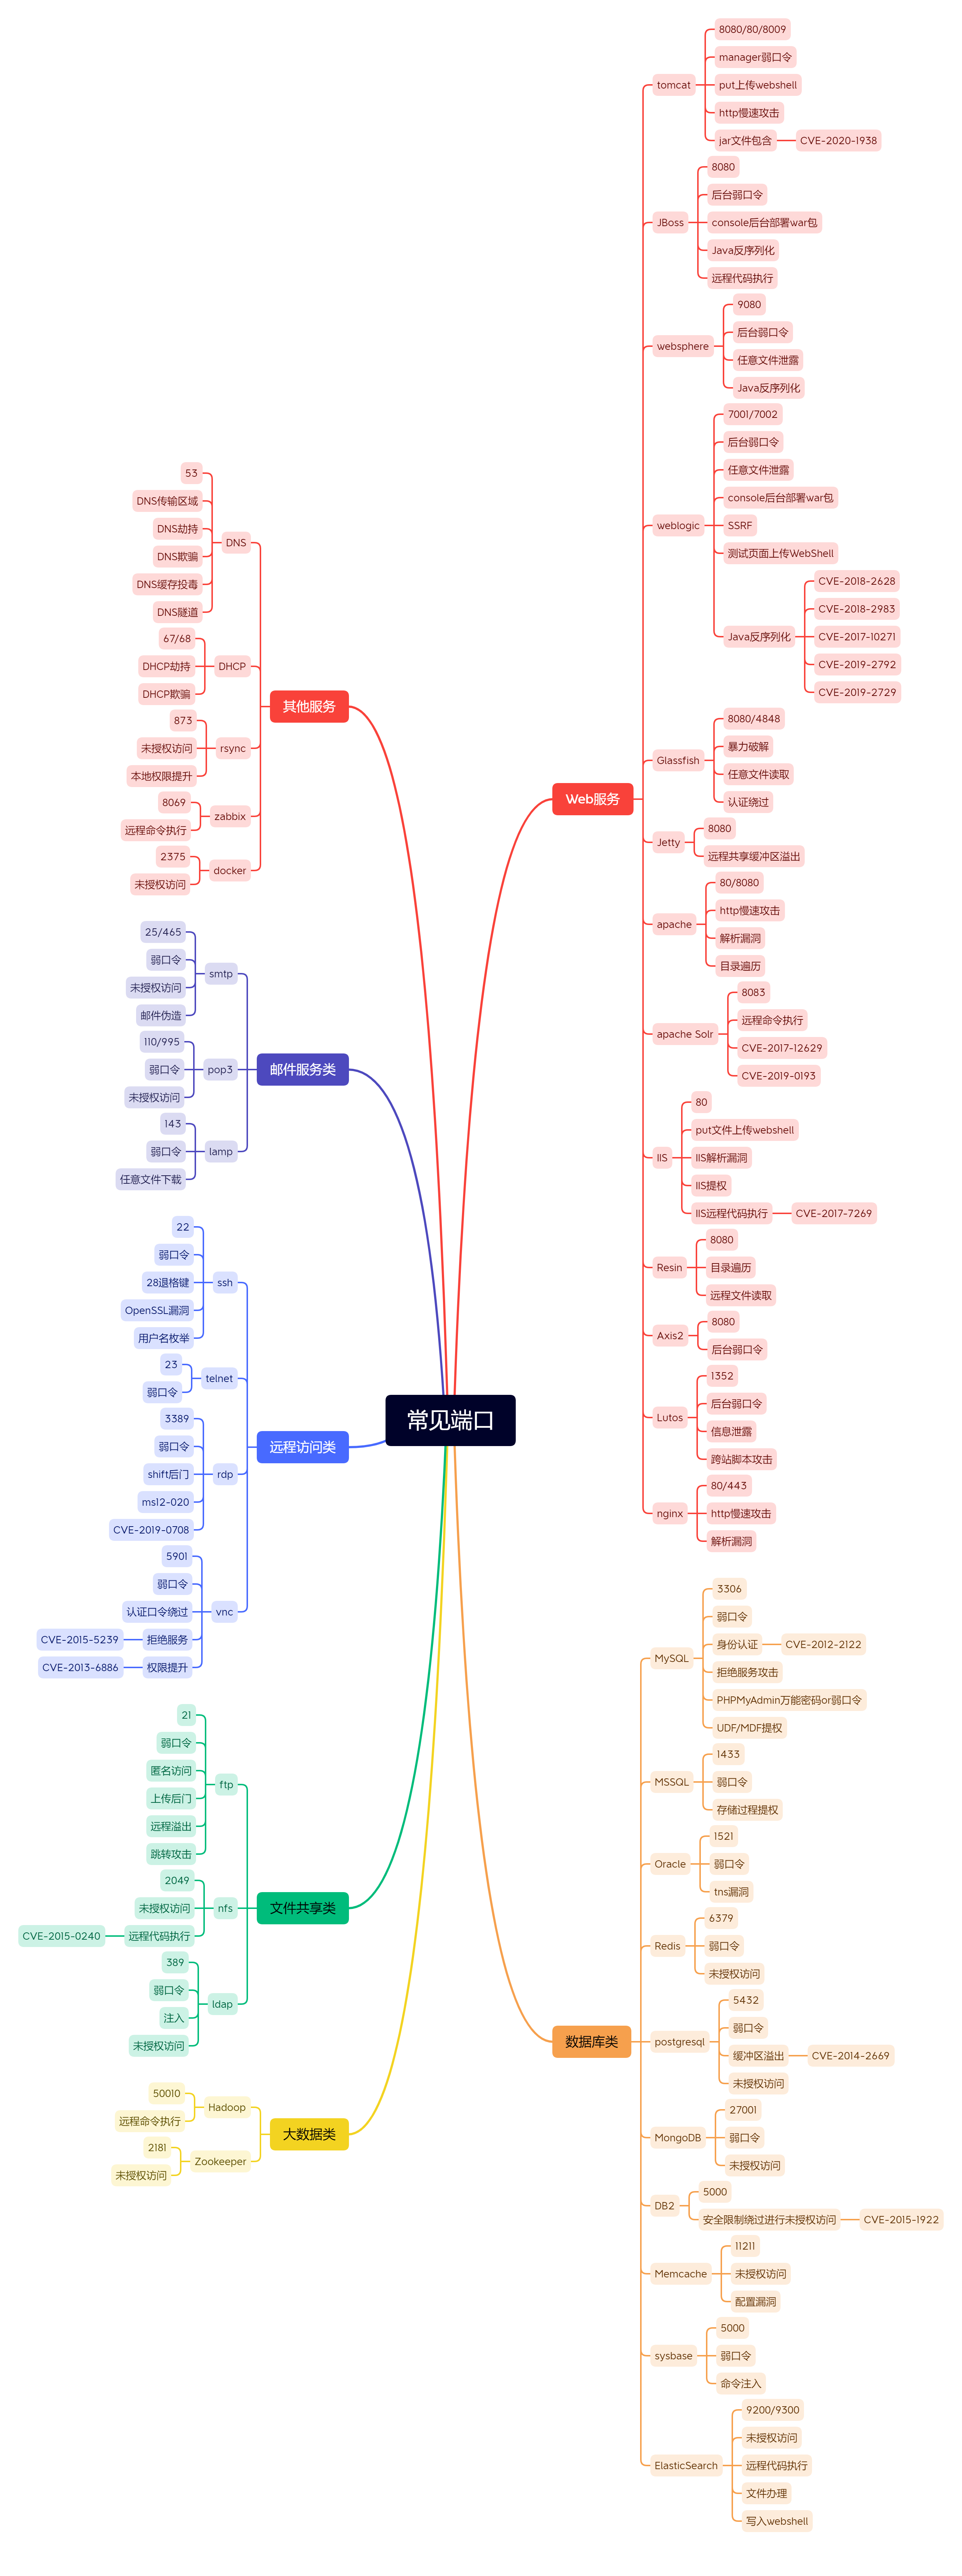 常见端口
Web服务
tomcat
8080/80/8009
manager弱口令
put上传webshell
http慢速攻击
jar文件包含
CVE-2020-1938
JBoss
8080
后台弱口令
console后台部署war包
Java反序列化
远程代码执行
websphere
9080
后台弱口令
任意文件泄露
Java反序列化
weblogic
7001/7002
后台弱口令
任意文件泄露
console后台部署war包
SSRF
测试页面上传WebShell
Java反序列化
CVE-2018-2628
CVE-2018-2983
CVE-2017-10271
CVE-2019-2792
CVE-2019-2729
Glassfish
8080/4848
暴力破解
任意文件读取
认证绕过
Jetty
8080
远程共享缓冲区溢出
apache
80/8080
http慢速攻击
解析漏洞
目录遍历
apache Solr
8083
远程命令执行
CVE-2017-12629
CVE-2019-0193
IIS
80
put文件上传webshell
IIS解析漏洞
IIS提权
IIS远程代码执行
CVE-2017-7269
Resin
8080
目录遍历
远程文件读取
Axis2
8080
后台弱口令
Lutos
1352
后台弱口令
信息泄露
跨站脚本攻击
nginx
80/443
http慢速攻击
解析漏洞
数据库类
MySQL
3306
弱口令
身份认证
CVE-2012-2122
拒绝服务攻击
PHPMyAdmin万能密码or弱口令
UDF/MDF提权
MSSQL
1433
弱口令
存储过程提权
Oracle
1521
弱口令
tns漏洞
Redis
6379
弱口令
未授权访问
postgresql
5432
弱口令
缓冲区溢出
CVE-2014-2669
未授权访问
MongoDB
27001
弱口令
未授权访问
DB2
5000
安全限制绕过进行未授权访问
CVE-2015-1922
Memcache
11211
未授权访问
配置漏洞
sysbase
5000
弱口令
命令注入
ElasticSearch
9200/9300
未授权访问
远程代码执行
文件办理
写入webshell
其他服务
DNS
53
DNS传输区域
DNS劫持
DNS欺骗
DNS缓存投毒
DNS隧道
DHCP
67/68
DHCP劫持
DHCP欺骗
rsync
873
未授权访问
本地权限提升
zabbix
8069
远程命令执行
docker
2375
未授权访问
邮件服务类
smtp
25/465
弱口令
未授权访问
邮件伪造
pop3
110/995
弱口令
未授权访问
lamp
143
弱口令
任意文件下载
远程访问类
ssh
22
弱口令
28退格键
OpenSSL漏洞
用户名枚举
telnet
23
弱口令
rdp
3389
弱口令
shift后门
ms12-020
CVE-2019-0708
vnc
5901
弱口令
认证口令绕过
拒绝服务
CVE-2015-5239
权限提升
CVE-2013-6886
文件共享类
ftp
21
弱口令
匿名访问
上传后门
远程溢出
跳转攻击
nfs
2049
未授权访问
远程代码执行
CVE-2015-0240
ldap
389
弱口令
注入
未授权访问
大数据类
Hadoop
50010
远程命令执行
Zookeeper
2181
未授权访问